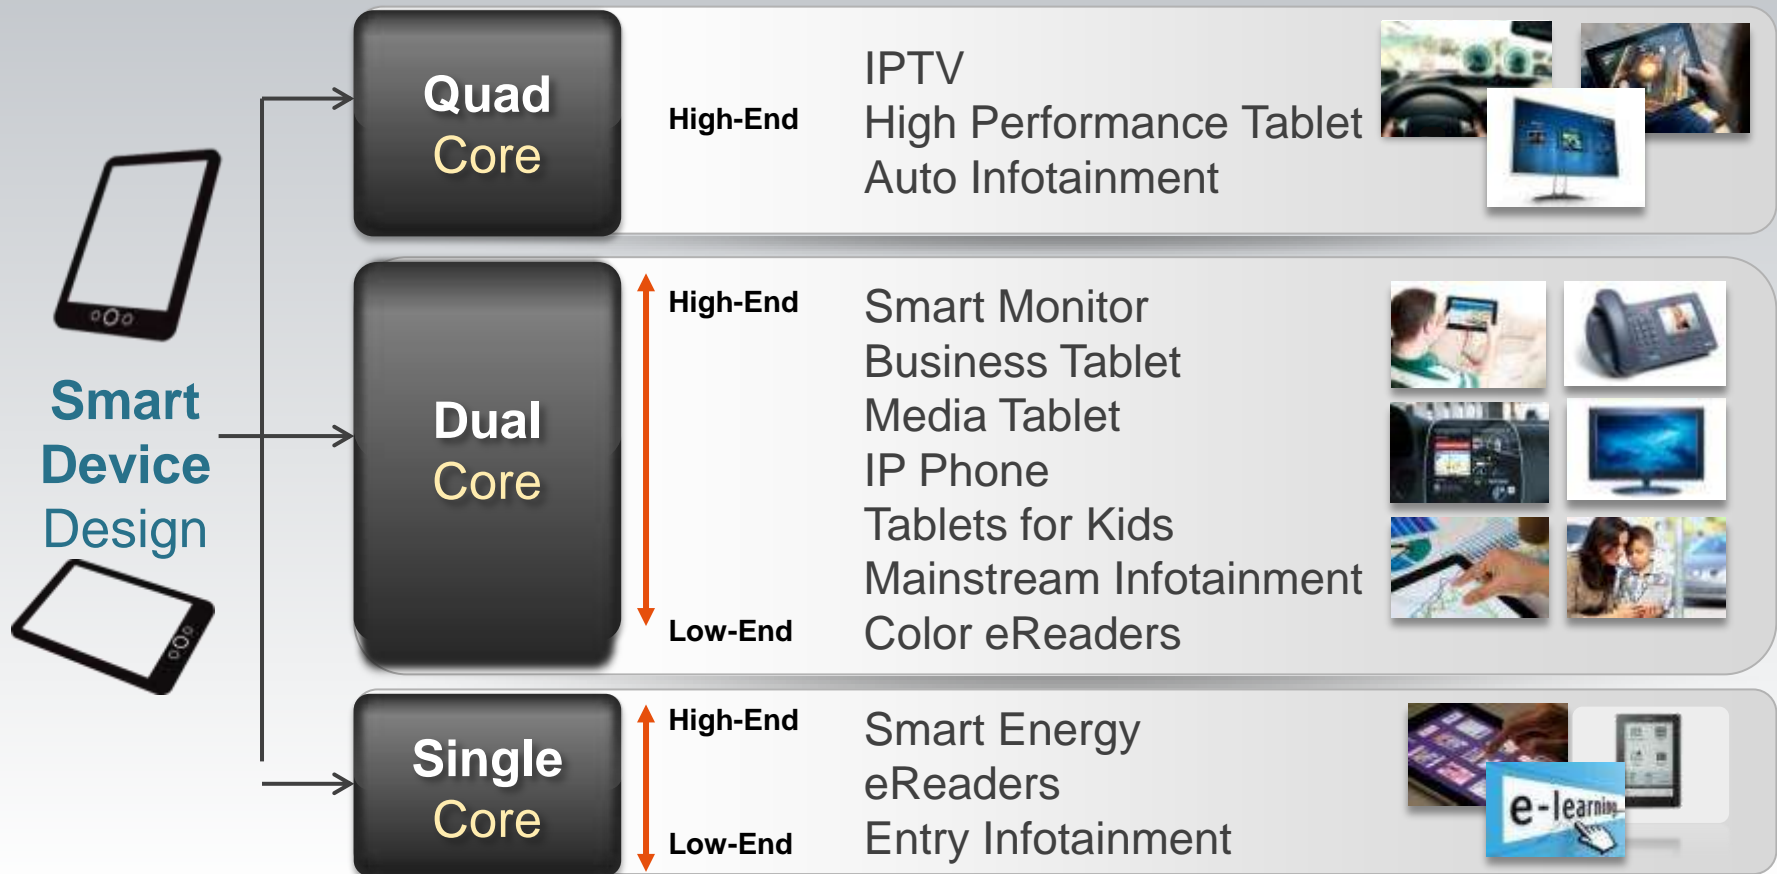 Smart
Device
Design
Quad
Core
High-End
IPTV
High Performance Tablet
Auto Infotainment
Dual
Core
High-End
Low-End
Smart Monitor
Business Tablet
Media Tablet
IP Phone
Tablets for Kids
Mainstream Infotainment
Color eReaders
Single
Core
High-End
Low-End
Smart Energy
eReaders
Entry Infotainment
e-learning